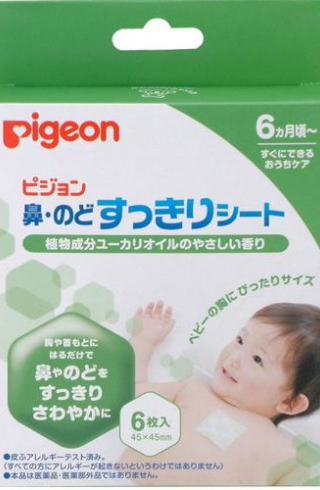 pigeon
6ヵ月頃～
すぐにできる
おうちケア
ピジョン
鼻・のど すっきりシート
植物成分ユーカリオイルのやさしい香り
ベビーの胸に ぴったりサイズ
胸や首もとに
はるだけで
鼻やのどを
すっきり
さわやかに
6枚入
45×45mm
●皮ふアレルギーテスト済み。
(すべての方にアレルギーが起きないというわけではありません)
●本品は医薬品・医薬部外品ではありません。